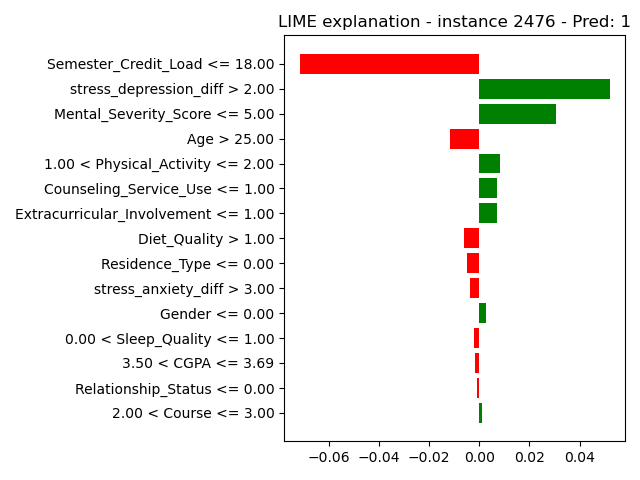 LIME explanation - instance 2476 - Pred: 1
Semester_Credit_Load <= 18.00
stress_depression_diff > 2.00
Mental_Severity_Score <= 5.00
Age > 25.00
1.00 < Physical_Activity <= 2.00
Counseling_Service_Use <= 1.00
Extracurricular_Involvement <= 1.00
Diet_Quality > 1.00
Residence_Type <= 0.00
stress_anxiety_diff > 3.00
Gender <= 0.00
0.00 < Sleep_Quality <= 1.00
3.50 < CGPA <= 3.69
Relationship_Status <= 0.00
2.00 < Course <= 3.00
−0.06 −0.04 −0.02 0.00 0.02 0.04